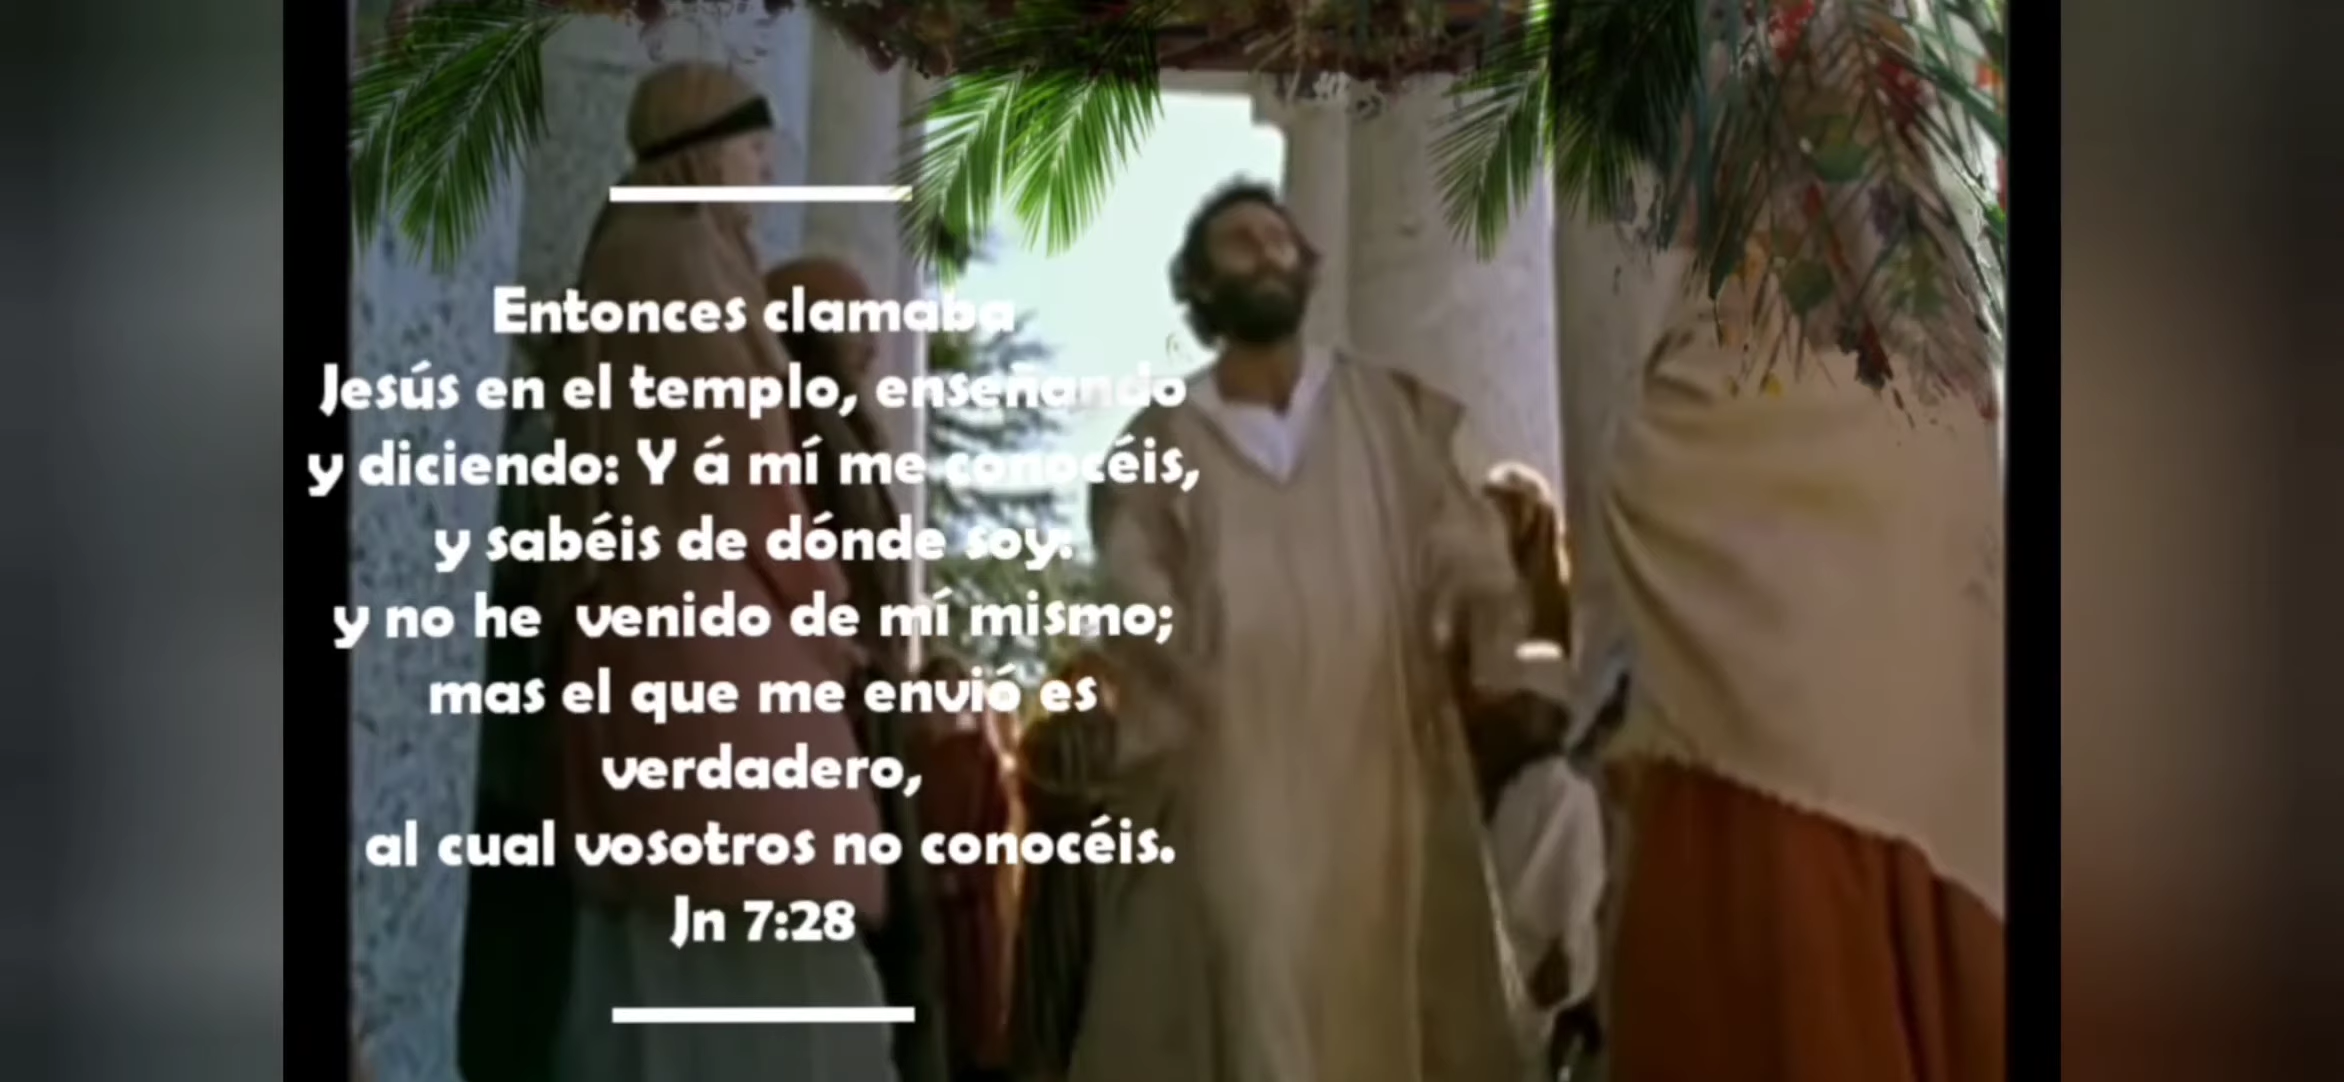 Entonces clamaba
Jesús en el templo, enseñando
y diciendo: Y á mí me conocéis,
y sabéis de dónde soy:
y no he venido de mí mismo;
mas el que me envió es
verdadero,
al cual vosotros no conocéis.
Jn 7:28